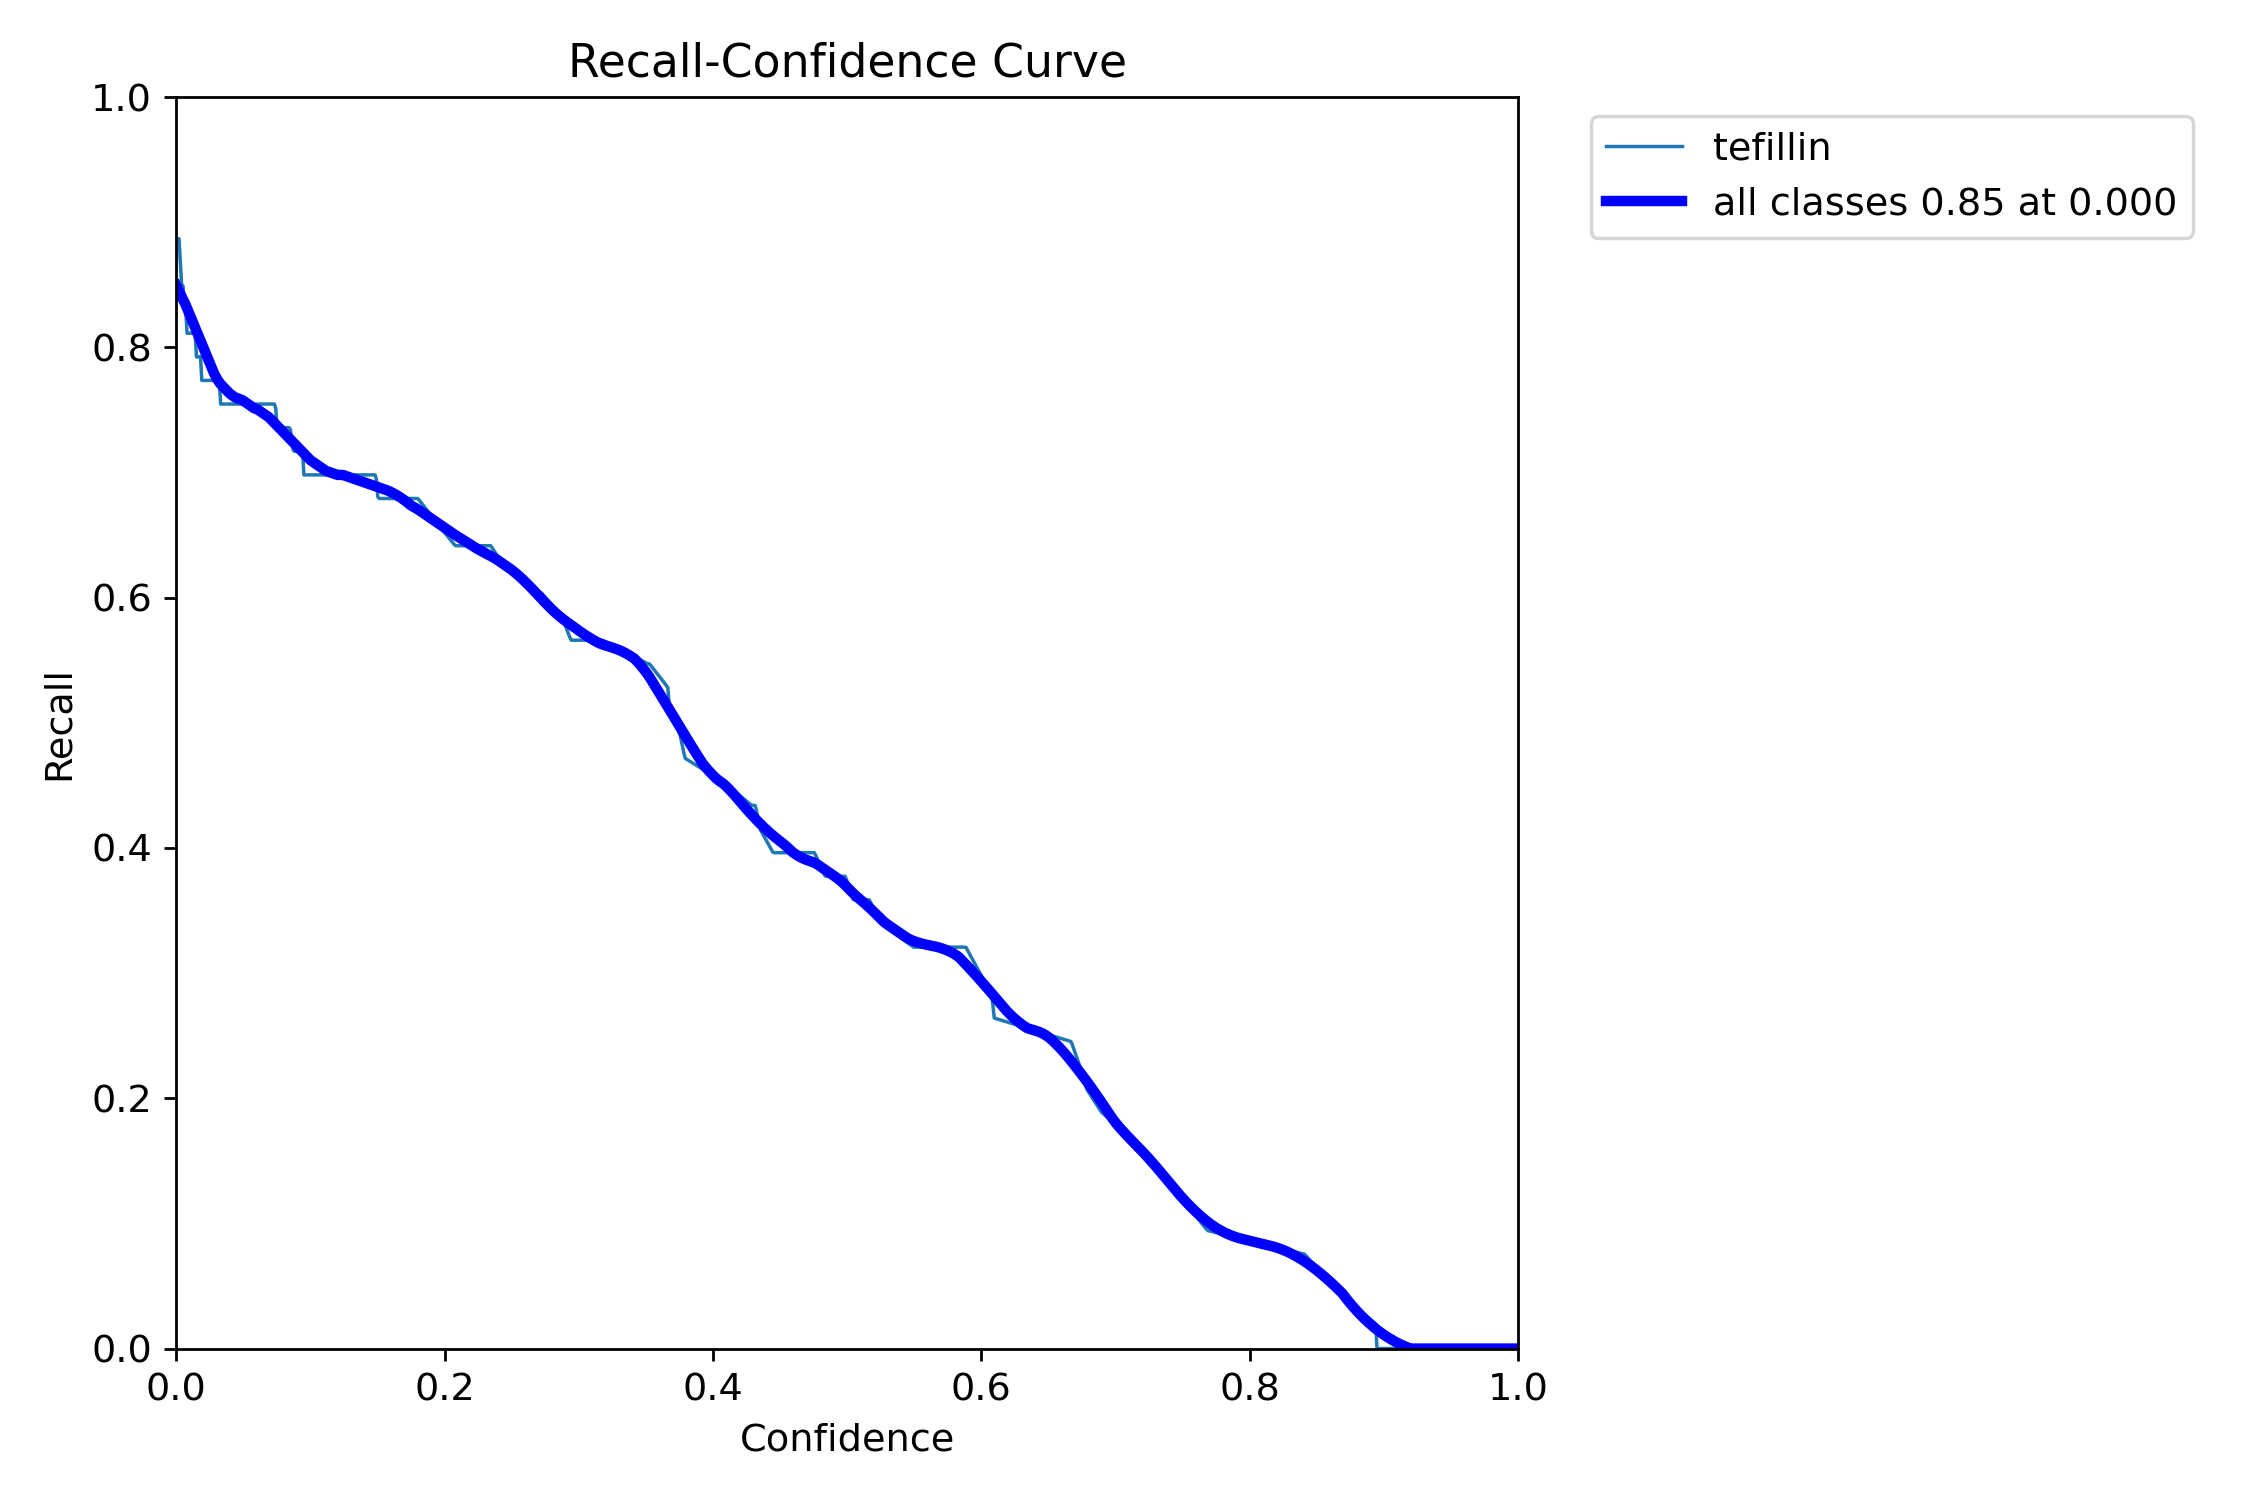 Recall-Confidence Curve
1.0
0.8
0.6
0.4
0.2
0.0
Recall
0.0 0.2 0.4 0.6 0.8 1.0
Confidence
tefillin
all classes 0.85 at 0.000